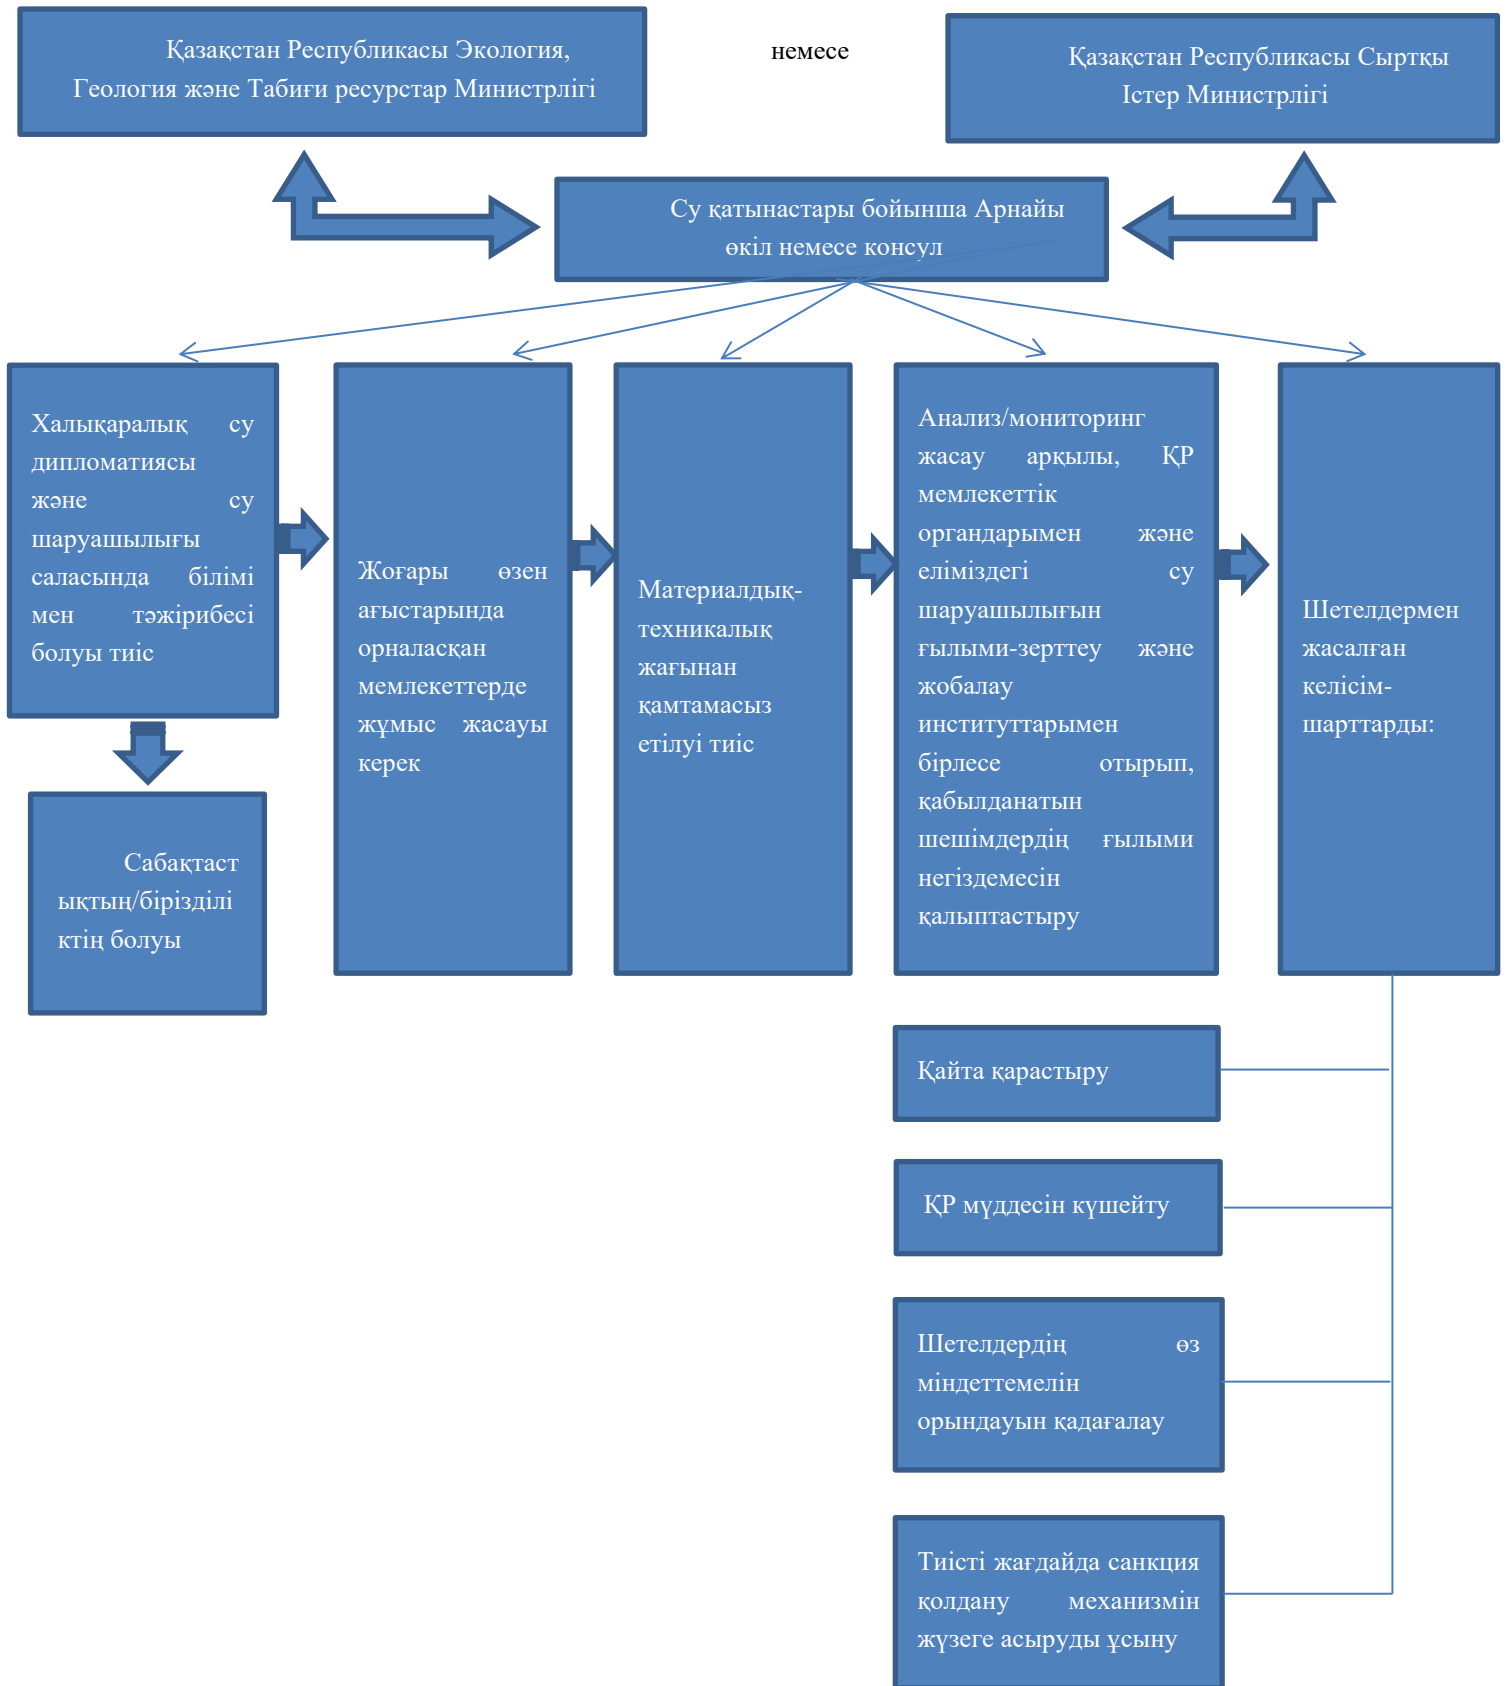 Қазақстан Республикасы Экология,
Геология және Табиғи ресурстар Министрлігі
немесе
Қазақстан Республикасы Сыртқы
Істер Министрлігі
Су қатынастары бойынша Арнайы
өкіл немесе консул
Халықаралық су
дипломатиясы
және су
шаруашылығы
саласында білімі
мен тәжірибесі
болуы тиіс
Сабақтаст
ықтың/бірізділі
ктің болуы
Жоғары өзен
ағыстарында
орналасқан
мемлекеттерде
жұмыс жасауы
керек
Материалдық-
техникалық
жағынан
қамтамасыз
етілуі тиіс
Анализ/мониторинг
жасау арқылы, ҚР
мемлекеттік
органдарымен және
еліміздегі су
шаруашылығын
ғылыми-зерттеу және
жобалау
институттарымен
бірлесе отырып,
қабылданатын
шешімдердің ғылыми
негіздемесін
қалыптастыру
Шетелдермен
жасалған
келісім-
шарттарды:
Қайта қарастыру
ҚР мүддесін күшейту
Шетелдердің өз
міндеттемелін
орындауын қадағалау
Тиісті жағдайда санкция
қолдану механизмін
жүзеге асыруды ұсыну